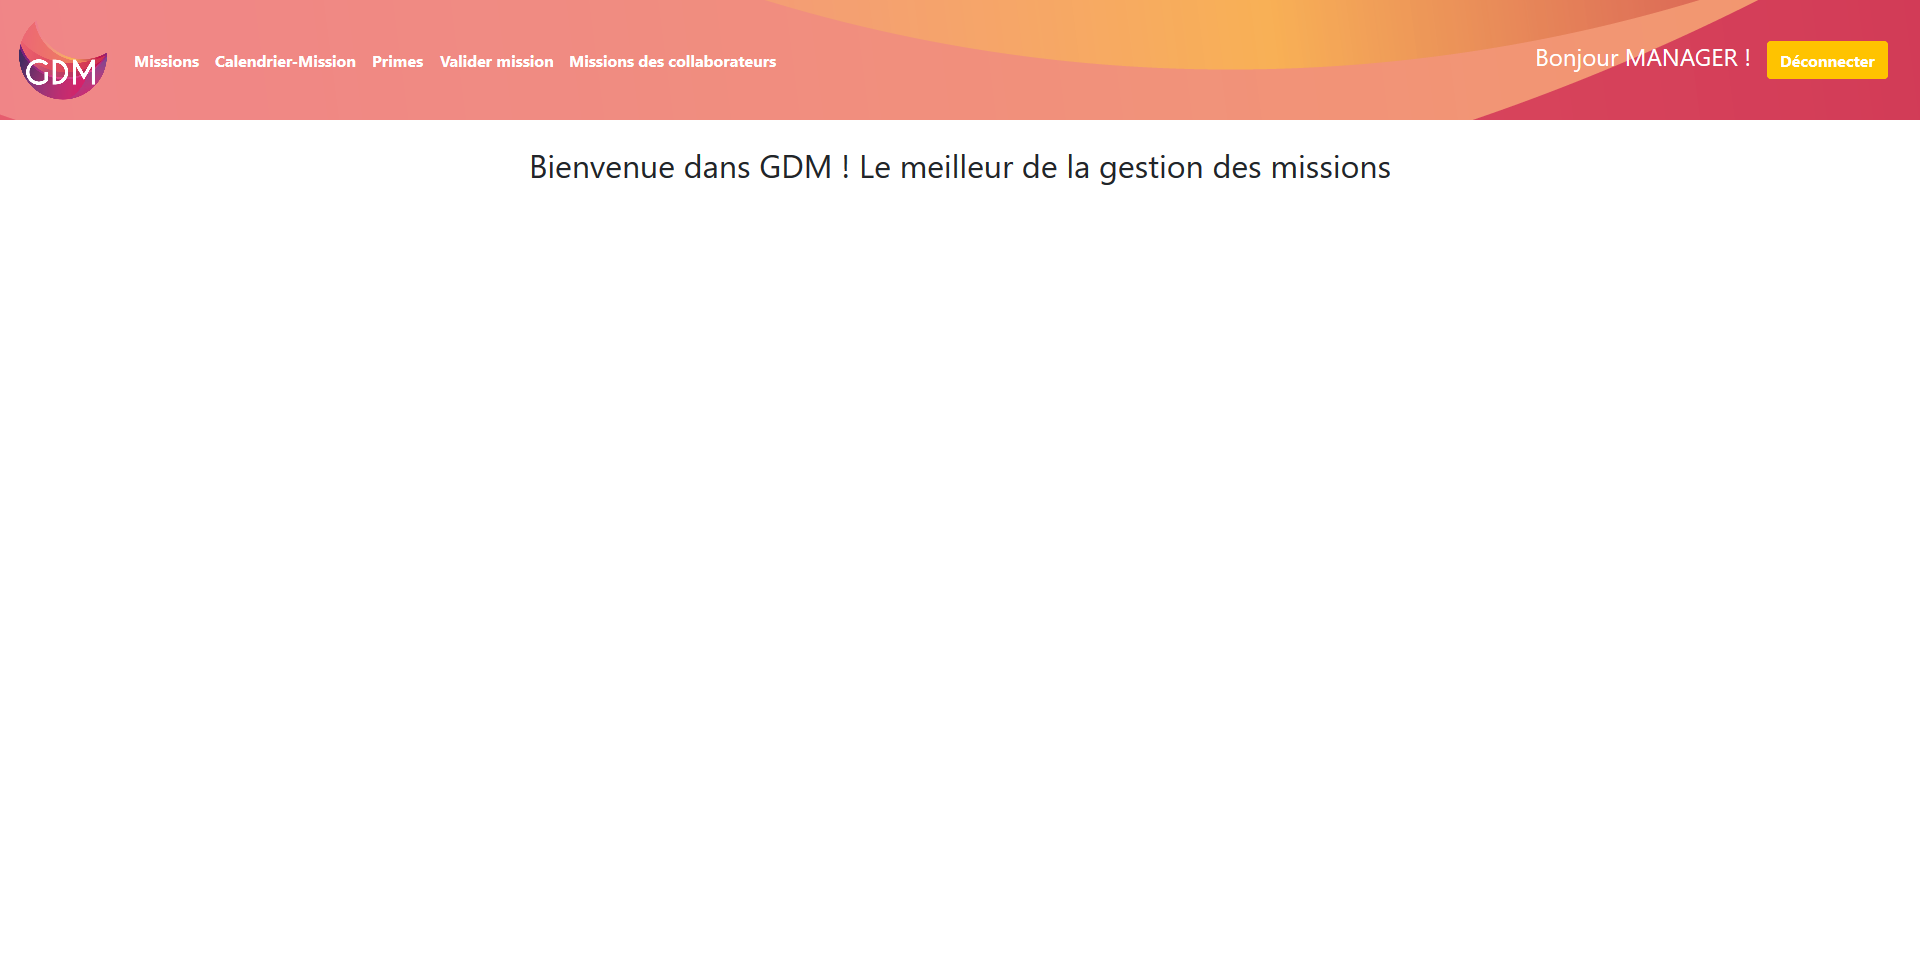 GDM
Missions Calendrier-Mission Primes Valider mission Missions des collaborateurs Bonjour MANAGER ! Déconnecter
Bienvenue dans GDM ! Le meilleur de la gestion des missions